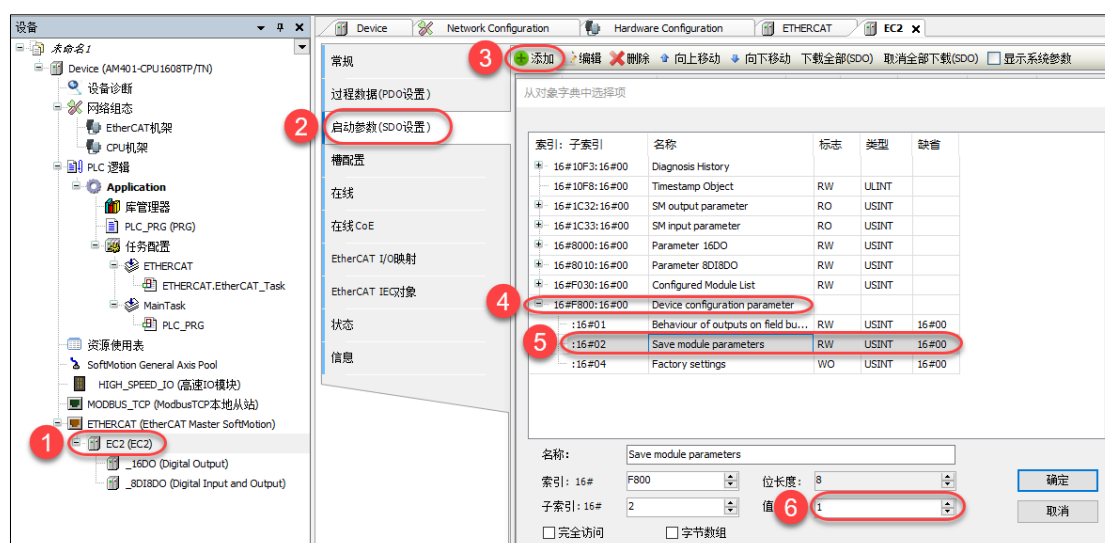 设备
未命名1
Device (AM401-CPU1608TP/TN)
设备诊断
网络组态
EtherCAT机架
CPU机架
PLC 逻辑
Application
库管理器
PLC_PRG (PRG)
任务配置
ETHERCAT
ETHERCAT.EtherCAT_Task
MainTask
PLC_PRG
资源使用表
SoftMotion General Axis Pool
HIGH_SPEED_IO (高速IO模块)
MODBUS_TCP (ModbusTCP本地从站)
ETHERCAT (EtherCAT Master SoftMotion)
1
EC2 (EC2)
_16DO (Digital Output)
_8DI8DO (Digital Input and Output)
Device Network Configuration Hardware Configuration ETHERCAT EC2
常规
过程数据(PDO设置)
2
启动参数(SDO设置)
槽配置
在线
在线CoE
EtherCAT I/O映射
EtherCAT IEC对象
状态
信息
3
添加 编辑 删除 向上移动 向下移动 下载全部(SDO) 取消全部下载(SDO) 显示系统参数
从对象字典中选择项
索引: 子索引 名称 标志 类型 缺省
16#10F3:16#00 Diagnosis History
16#10F8:16#00 Timestamp Object RW ULINT
16#1C32:16#00 SM output parameter RO USINT
16#1C33:16#00 SM input parameter RO USINT
16#8000:16#00 Parameter 16DO RW USINT
16#8010:16#00 Parameter 8DI8DO RW USINT
16#F030:16#00 Configured Module List RW USINT
4
16#F800:16#00 Device configuration parameter
:16#01 Behaviour of outputs on field bu... RW USINT 16#00
5
:16#02 Save module parameters RW USINT 16#00
:16#04 Factory settings WO USINT 16#00
名称: Save module parameters
索引: 16# F800 位长度: 8 确定
子索引: 16# 2 值 6 1 取消
完全访问 字节数组